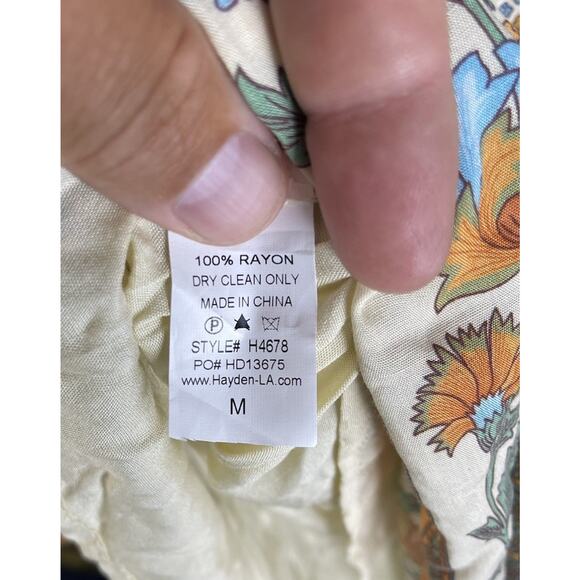 100% RAYON
DRY CLEAN ONLY
MADE IN CHINA
P
STYLE# H4678
PO# HD13675
www.Hayden-LA.com
M